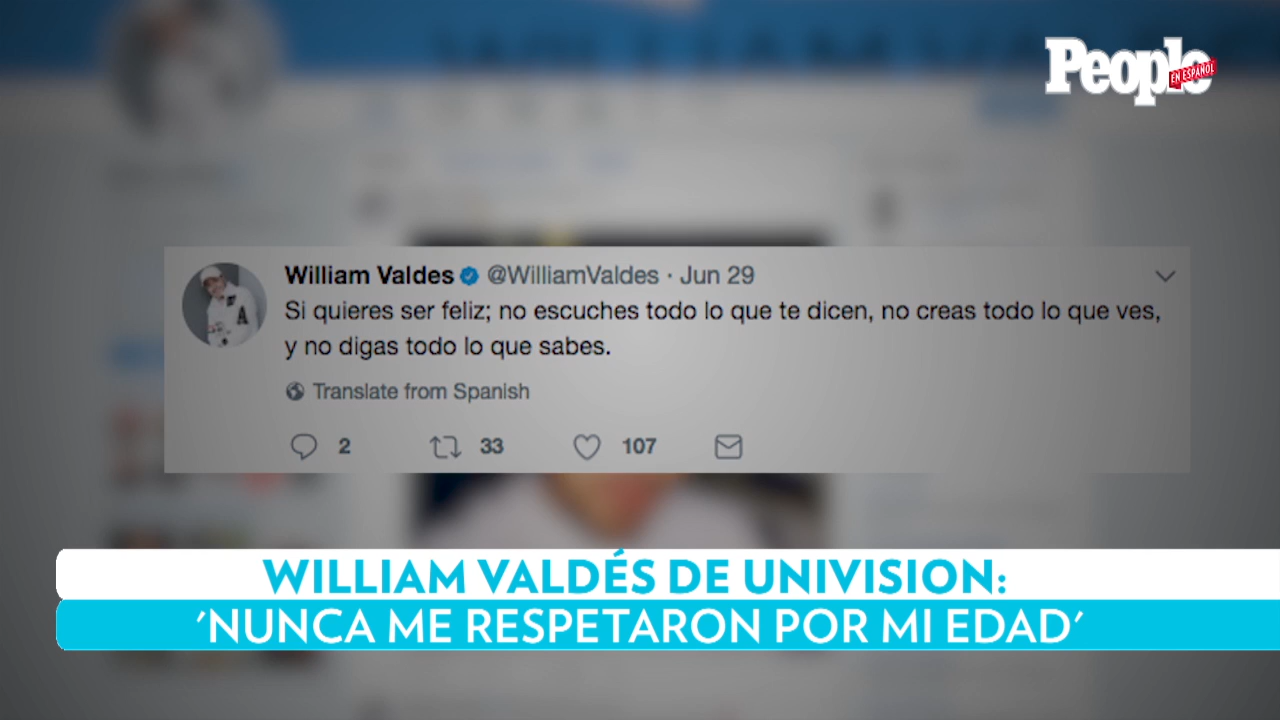 People
EN ESPAÑOL
William Valdes @WilliamValdes · Jun 29
Si quieres ser feliz; no escuches todo lo que te dicen, no creas todo lo que ves,
y no digas todo lo que sabes.
Translate from Spanish
2 33 107
WILLIAM VALDÉS DE UNIVISION:
'NUNCA ME RESPETARON POR MI EDAD'